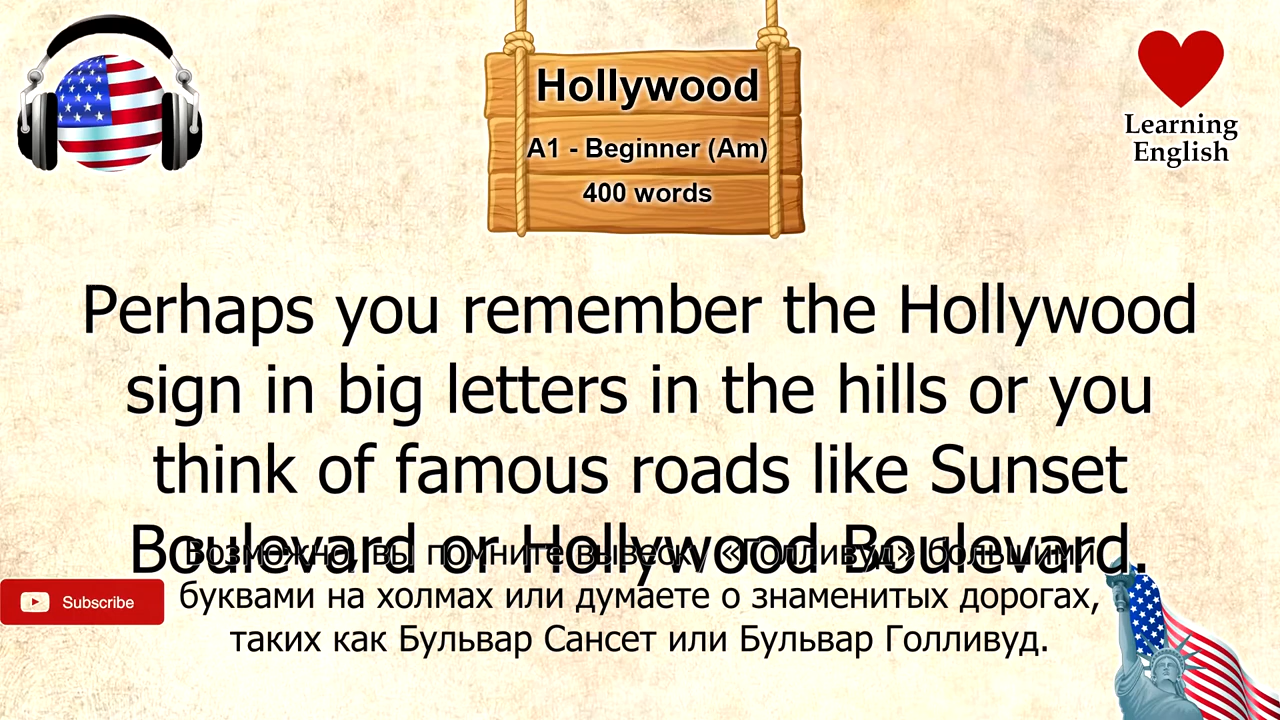 Hollywood
A1 - Beginner (Am)
400 words
Learning
English
Perhaps you remember the Hollywood
sign in big letters in the hills or you
think of famous roads like Sunset
Boulevard or Hollywood Boulevard.
Возможно, вы помните вывеску «Голливуд» большими
буквами на холмах или думаете о знаменитых дорогах,
таких как Бульвар Сансет или Бульвар Голливуд.
Subscribe